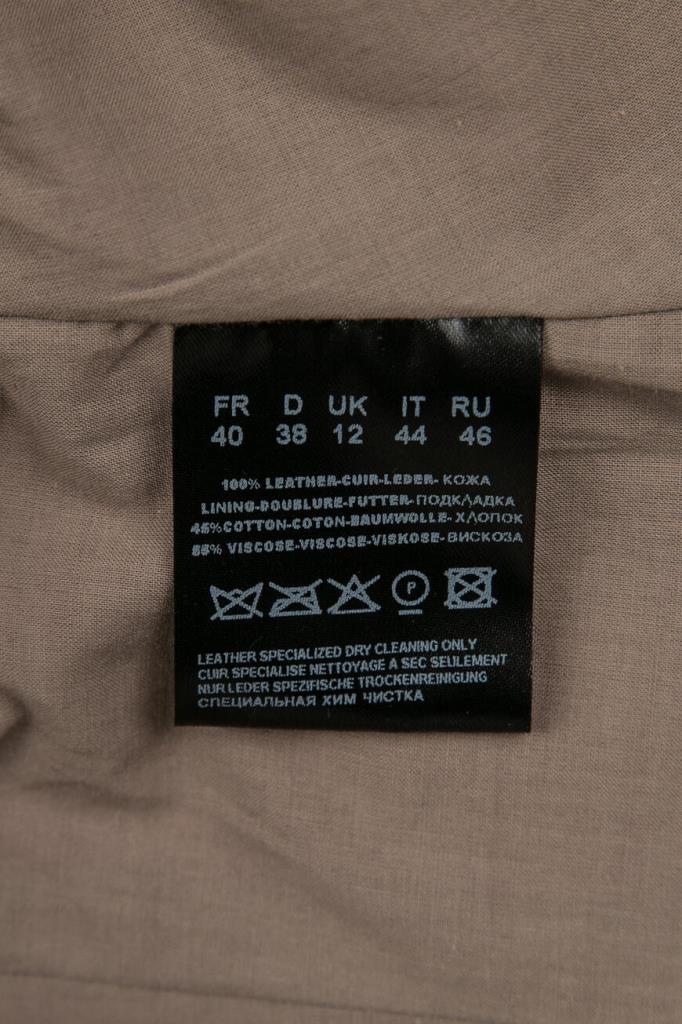 FR D UK IT RU
40 38 12 44 46
100% LEATHER-CUIR-LEDER- КОЖА
LINING-DOUBLURE-FUTTER- ПОДКЛАДКА
45%COTTON-COTON-BAUMWOLLE- ХЛОПОК
55% VISCOSE-VISCOSE-VISKOSE- ВИСКОЗА
P
LEATHER SPECIALIZED DRY CLEANING ONLY
CUIR SPECIALISE NETTOYAGE A SEC SEULEMENT
NUR LEDER SPEZIFISCHE TROCKENREINIGUNG
СПЕЦИАЛЬНАЯ ХИМ ЧИСТКА